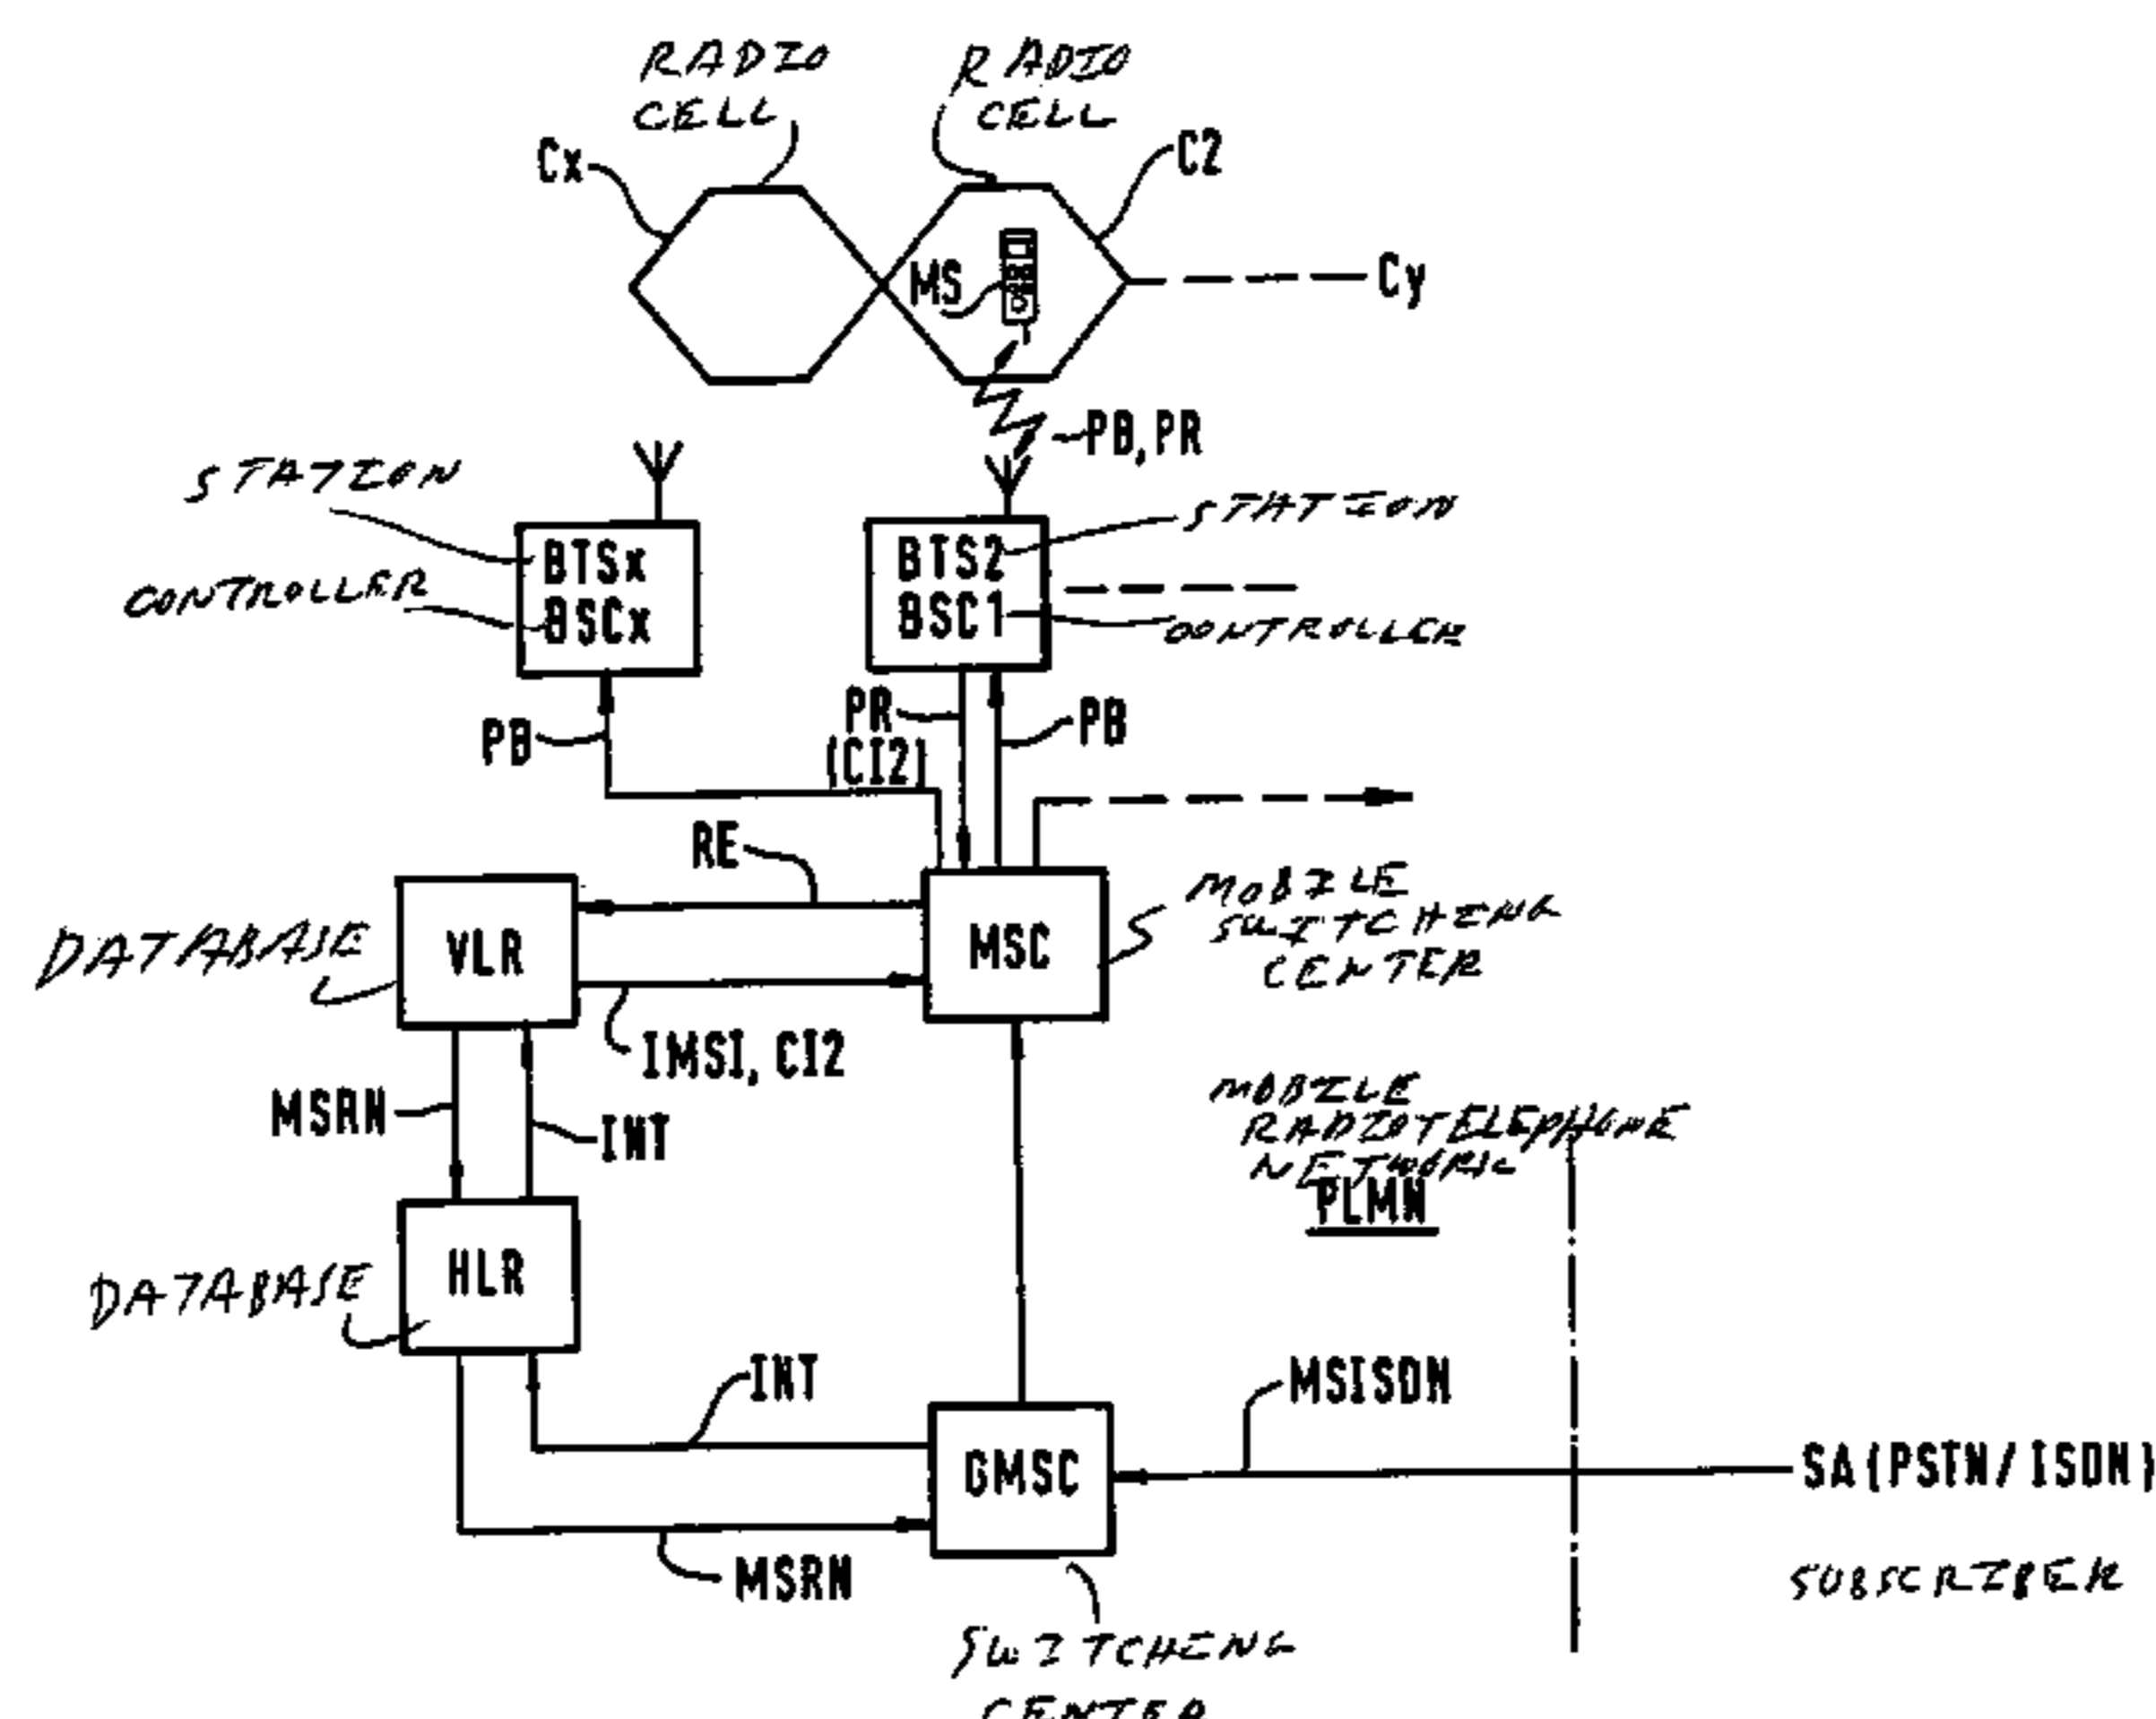 RADIO
CELL
RADIO
CELL
Cx
C2
MS
Cy
PB, PR
STATION
STATION
BTSx
BSCx
BTS2
BSC1
CONTROLLER
CONTROLLER
PB
PR
(CI2)
PB
RE
VLR
MSC
MOBILE
SWITCHING
CENTER
DATABASE
IMSI, CI2
MSRN
INT
MOBILE
RADIOTELEPHONE
NETWORK
PLMN
HLR
DATABASE
INT
MSISDN
GMSC
SA (PSTN/ISDN)
MSRN
SUBSCRIBER
SWITCHING
CENTER